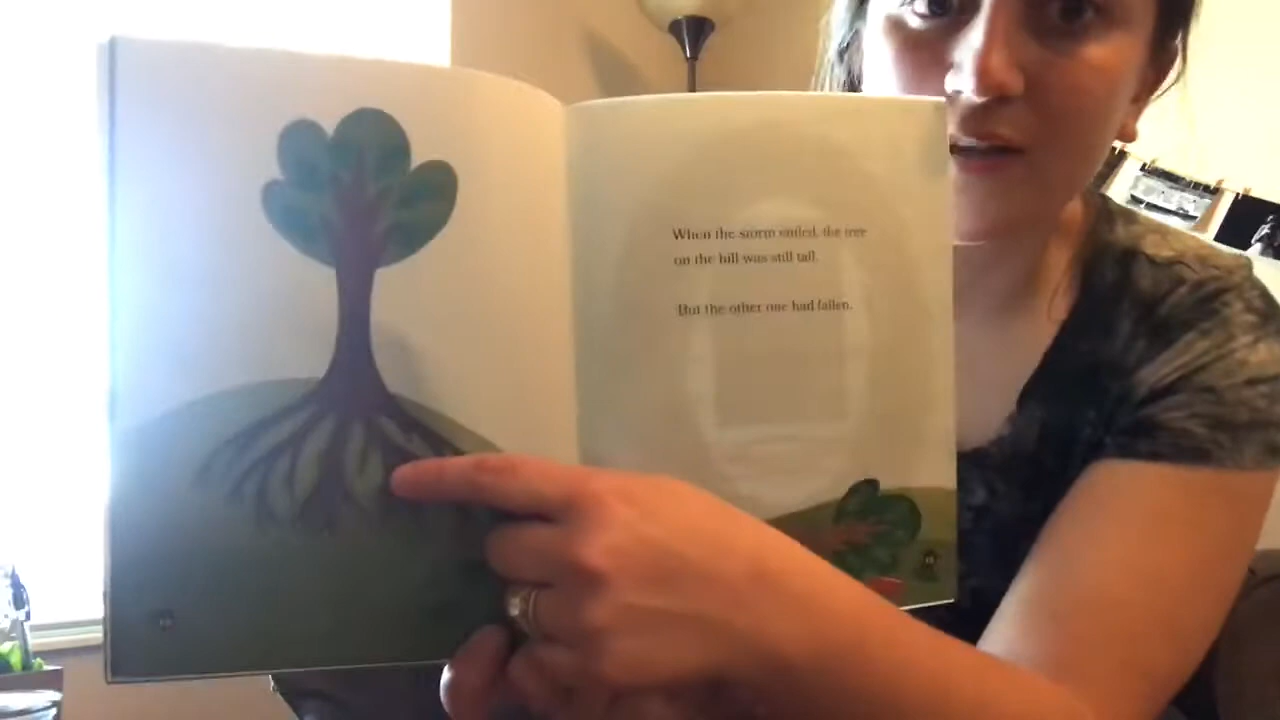 When the storm ended, the tree
on the hill was still tall.
But the other one had fallen.